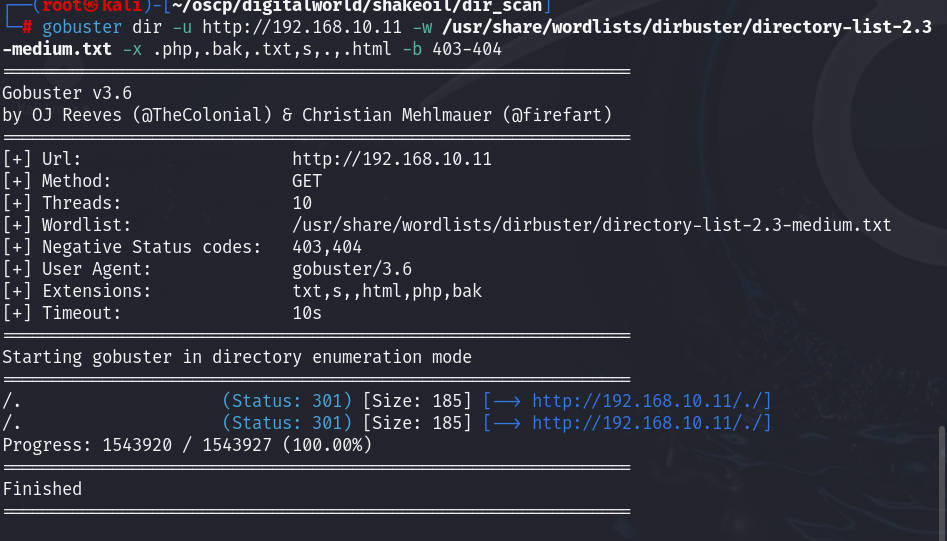 ┌──(root㉿kali)-[~/oscp/digitalworld/shakeoil/dir_scan]
└─# gobuster dir -u http://192.168.10.11 -w /usr/share/wordlists/dirbuster/directory-list-2.3
-medium.txt -x .php,.bak,.txt,s,.,.html -b 403-404
===============================================================
Gobuster v3.6
by OJ Reeves (@TheColonial) & Christian Mehlmauer (@firefart)
===============================================================
[+] Url:                     http://192.168.10.11
[+] Method:                  GET
[+] Threads:                 10
[+] Wordlist:                /usr/share/wordlists/dirbuster/directory-list-2.3-medium.txt
[+] Negative Status codes:   403,404
[+] User Agent:              gobuster/3.6
[+] Extensions:              txt,s,,html,php,bak
[+] Timeout:                 10s
===============================================================
Starting gobuster in directory enumeration mode
===============================================================
/.                    (Status: 301) [Size: 185] [--> http://192.168.10.11/./]
/.                    (Status: 301) [Size: 185] [--> http://192.168.10.11/./]
Progress: 1543920 / 1543927 (100.00%)
===============================================================
Finished
===============================================================